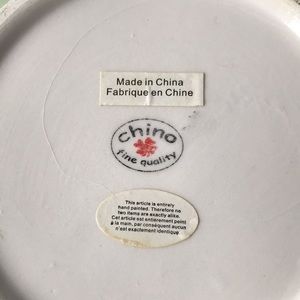 Made in China
Fabrique en Chine
china
fine quality
This article is entirely
hand painted. Therefore no
two items are exactly alike.
Cet article est entièrement peint
à la main, par conséquent aucun
n'est exactement identique